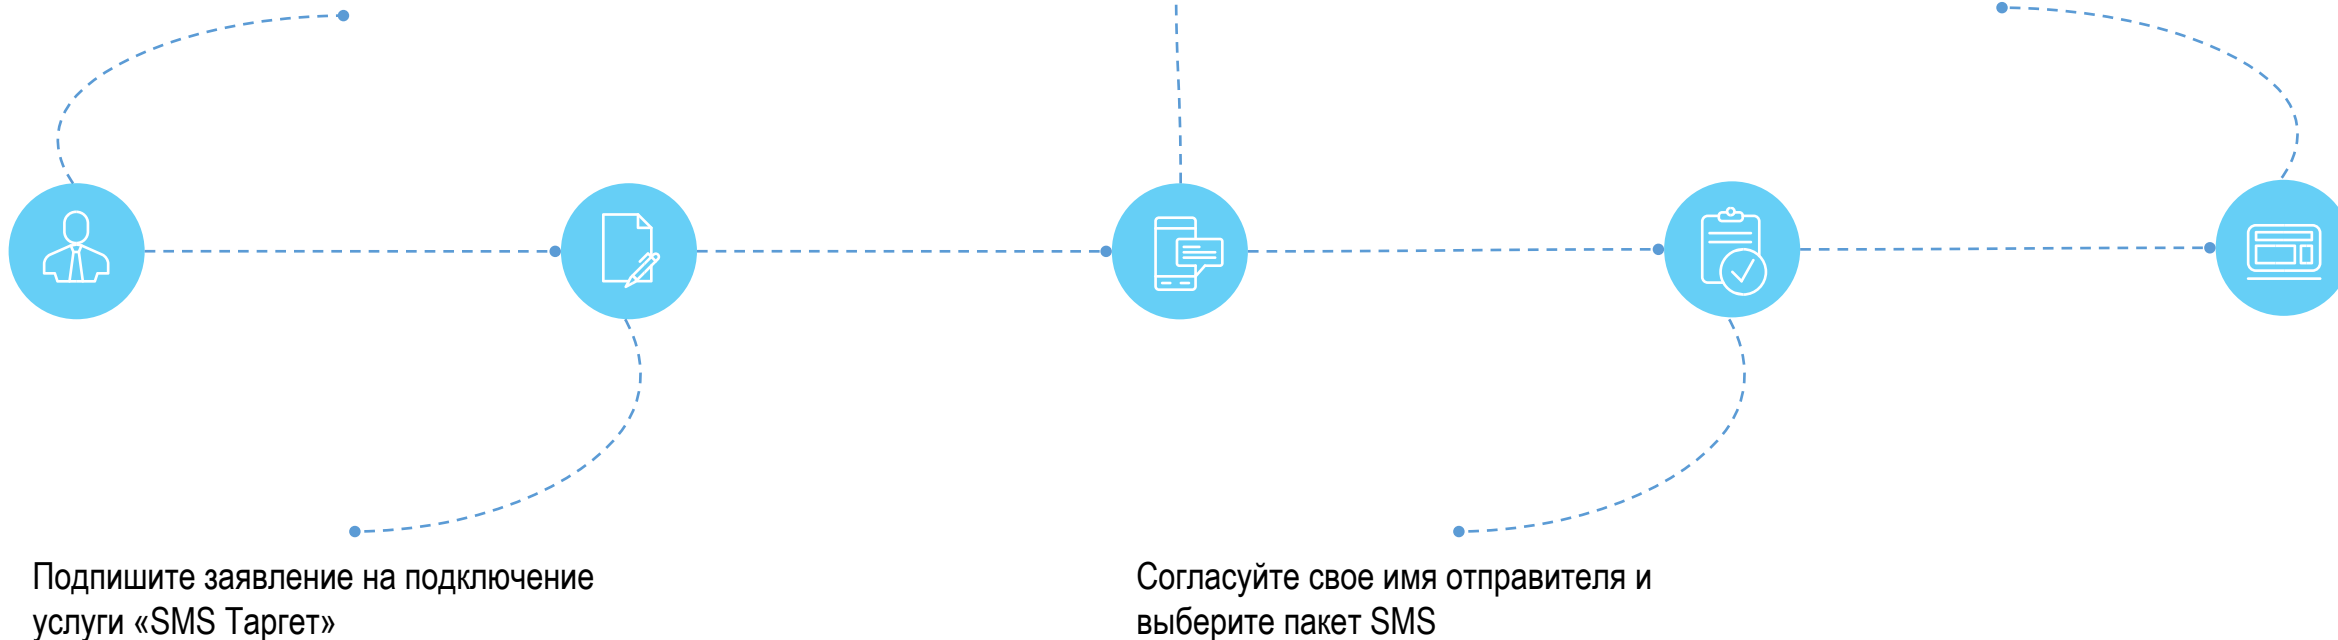 Подпишите заявление на подключение
услуги «SMS Таргет»
Согласуйте свое имя отправителя и
выберите пакет SMS